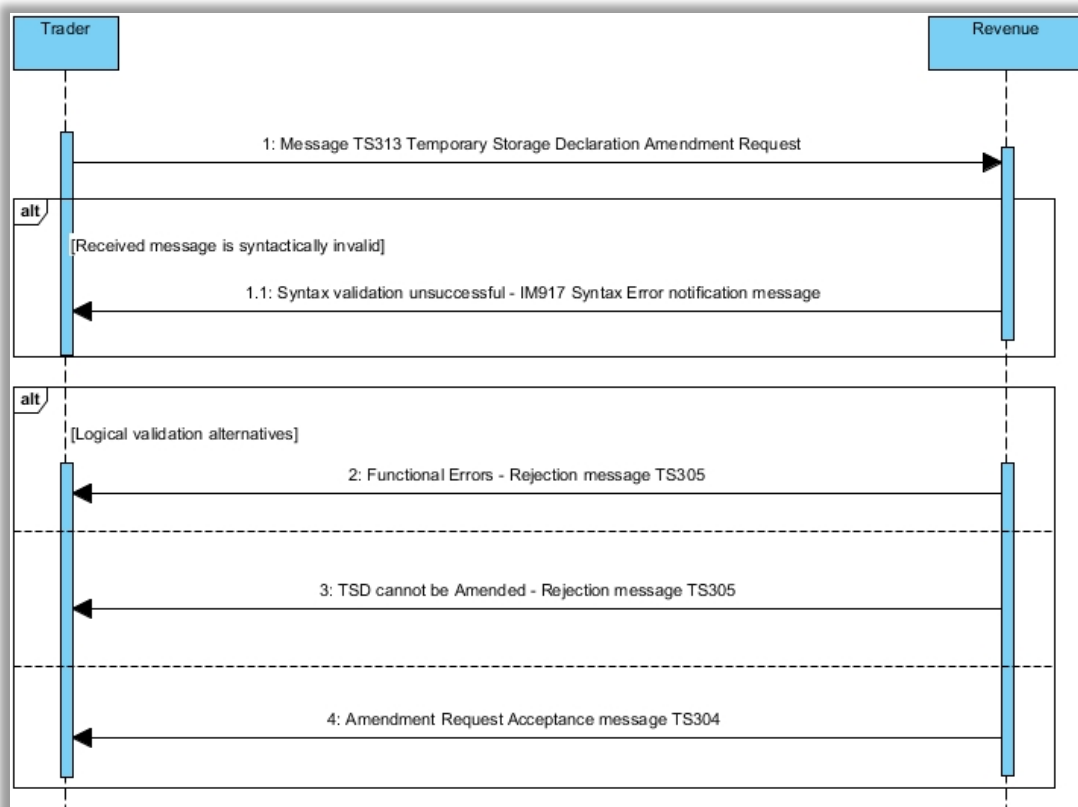 Trader
Revenue
1: Message TS313 Temporary Storage Declaration Amendment Request
alt
[Received message is syntactically invalid]
1.1: Syntax validation unsuccessful - IM917 Syntax Error notification message
alt
[Logical validation alternatives]
2: Functional Errors - Rejection message TS305
3: TSD cannot be Amended - Rejection message TS305
4: Amendment Request Acceptance message TS304